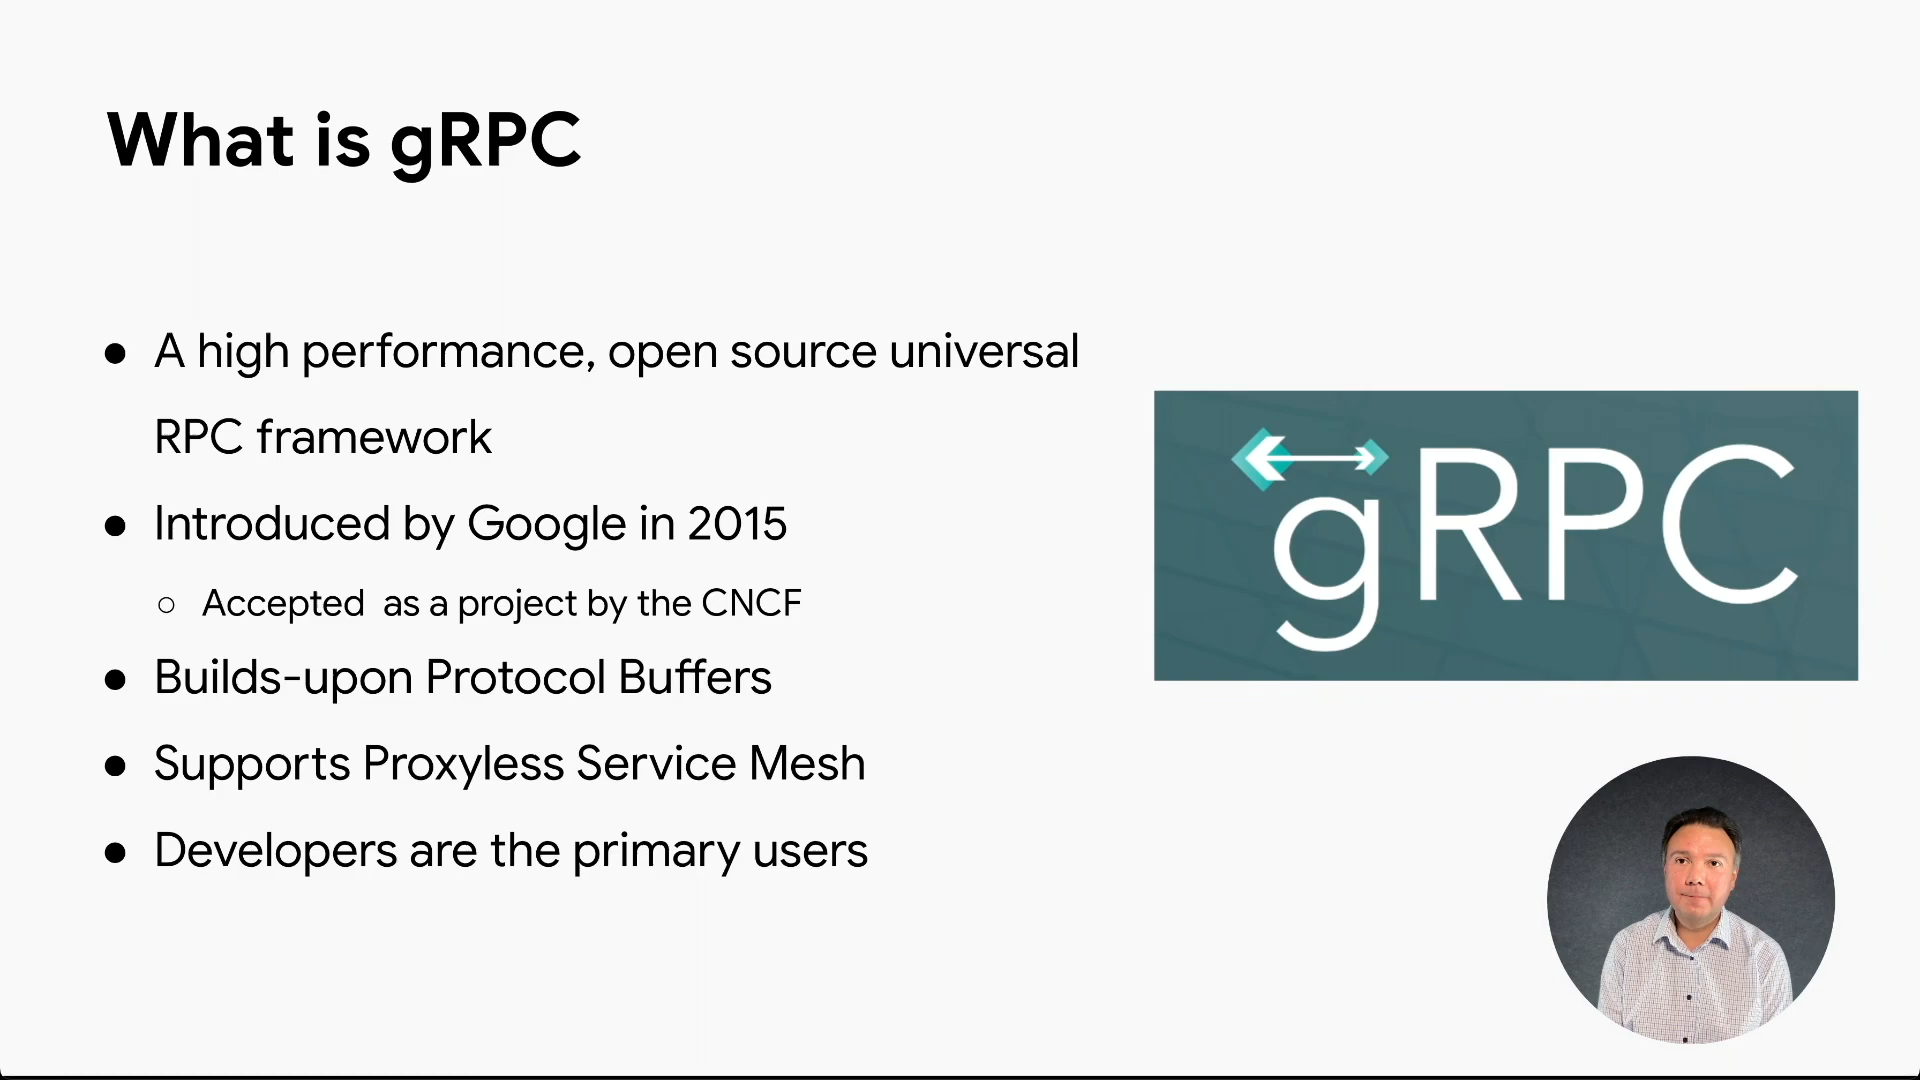 What is gRPC
● A high performance, open source universal
RPC framework
● Introduced by Google in 2015
○ Accepted  as a project by the CNCF
● Builds-upon Protocol Buffers
● Supports Proxyless Service Mesh
● Developers are the primary users
gRPC